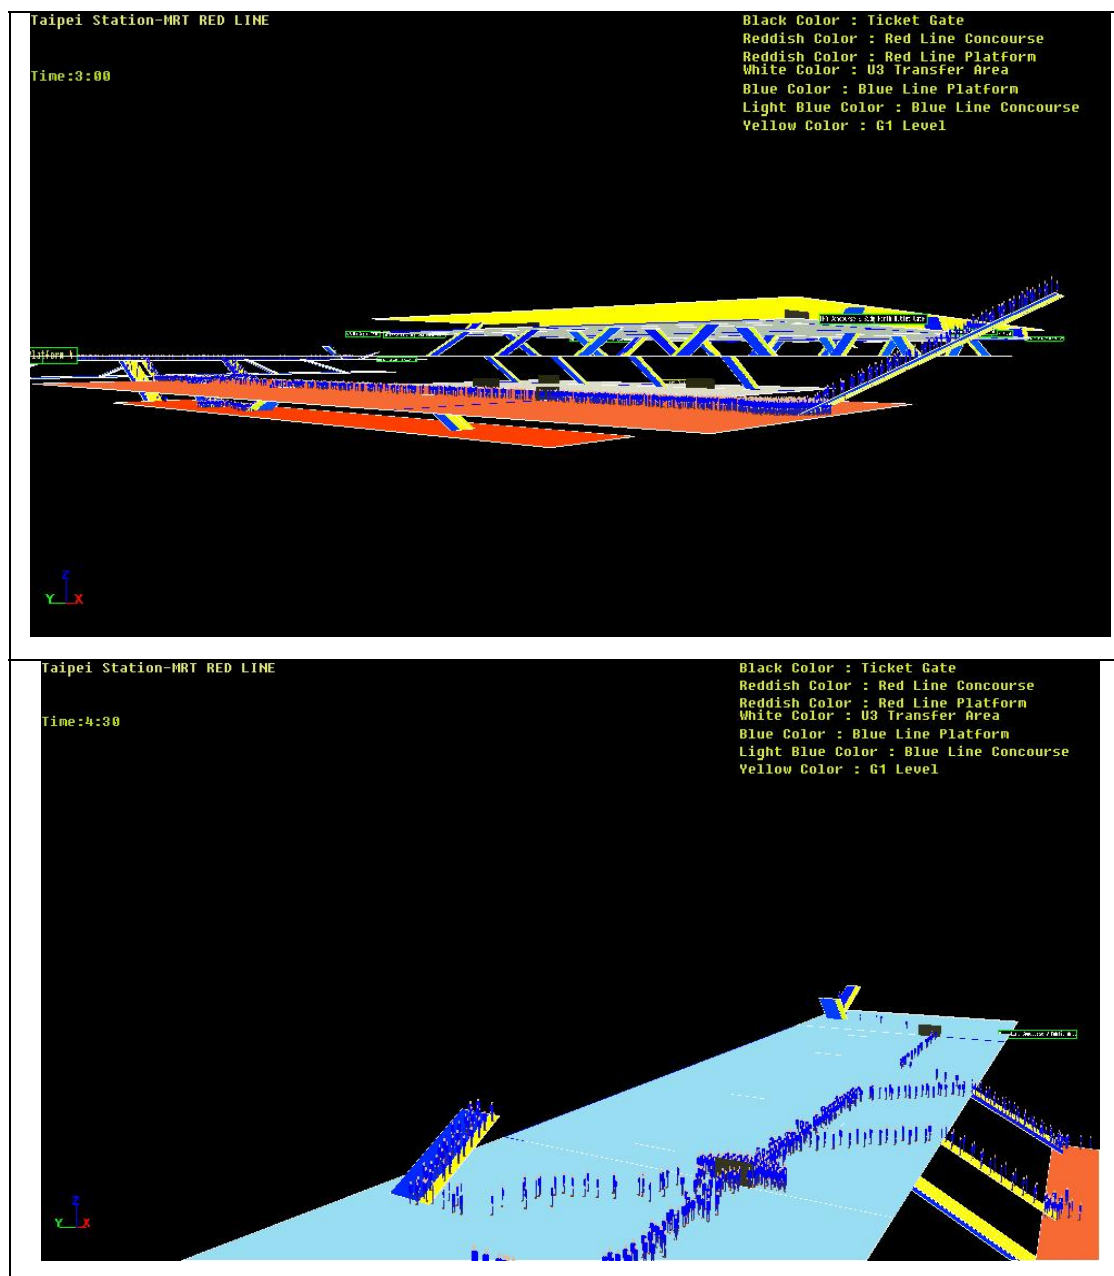 Taipei Station-MRT RED LINE
Time:3:00
Black Color : Ticket Gate
Reddish Color : Red Line Concourse
Reddish Color : Red Line Platform
White Color : U3 Transfer Area
Blue Color : Blue Line Platform
Light Blue Color : Blue Line Concourse
Yellow Color : G1 Level
Z
Y X
Taipei Station-MRT RED LINE
Time:4:30
Black Color : Ticket Gate
Reddish Color : Red Line Concourse
Reddish Color : Red Line Platform
White Color : U3 Transfer Area
Blue Color : Blue Line Platform
Light Blue Color : Blue Line Concourse
Yellow Color : G1 Level
Z
Y X